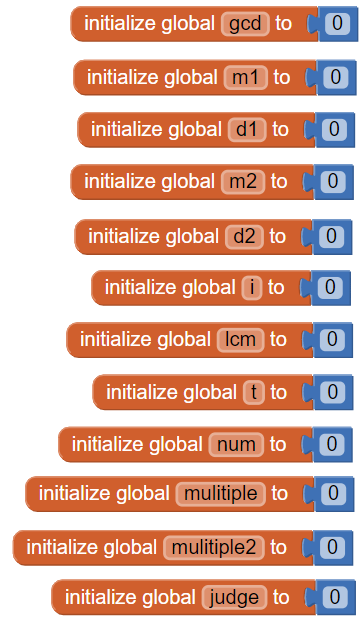 initialize global gcd to 0
initialize global m1 to 0
initialize global d1 to 0
initialize global m2 to 0
initialize global d2 to 0
initialize global i to 0
initialize global lcm to 0
initialize global t to 0
initialize global num to 0
initialize global mulitiple to 0
initialize global mulitiple2 to 0
initialize global judge to 0